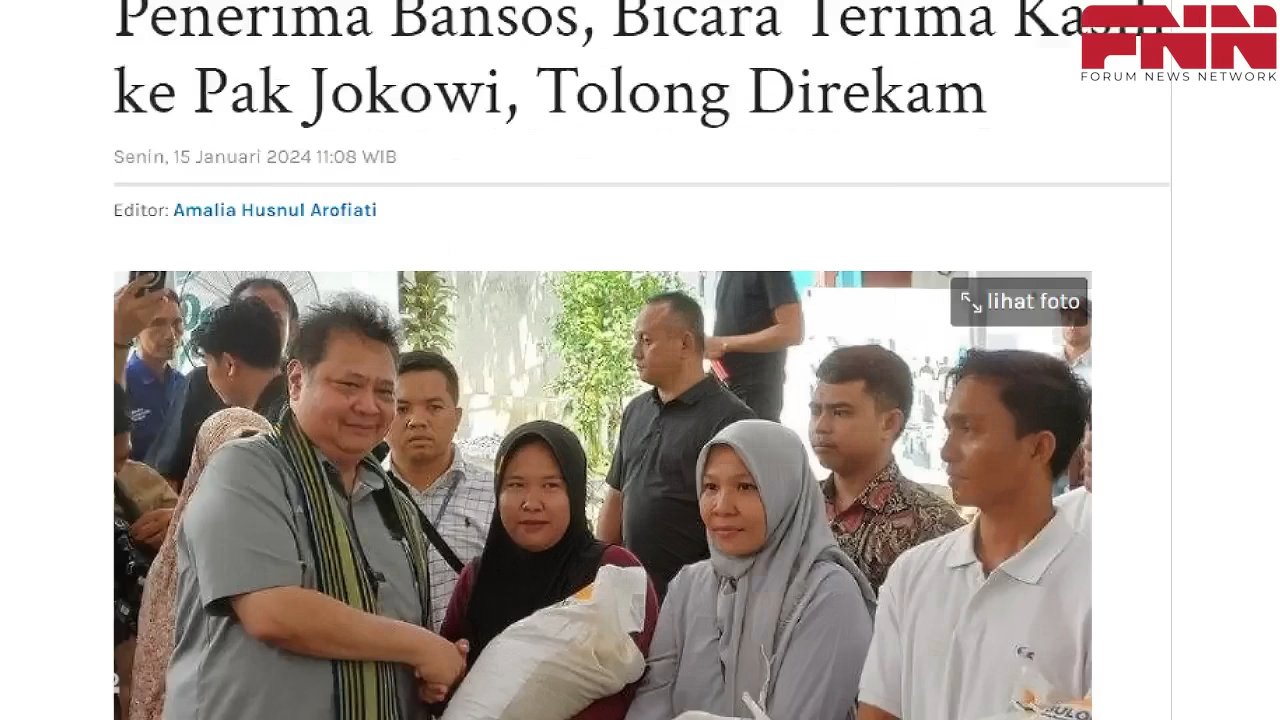 Penerima Bansos, Bicara Terima Kasih
ke Pak Jokowi, Tolong Direkam
FNN
FORUM NEWS NETWORK
Senin, 15 Januari 2024 11:08 WIB
Editor: Amalia Husnul Arofiati
lihat foto